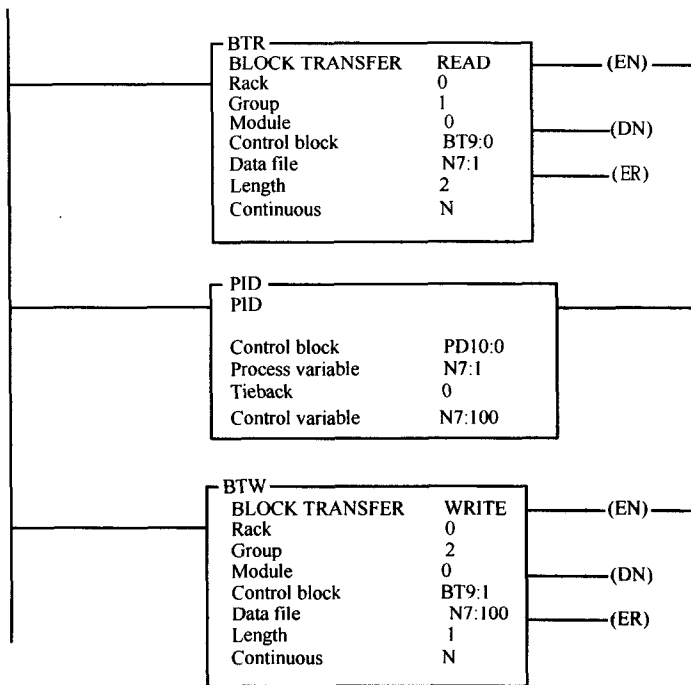 BTR
BLOCK TRANSFER READ (EN)
Rack 0
Group 1
Module 0 (DN)
Control block BT9:0
Data file N7:1 (ER)
Length 2
Continuous N
PID
PID
Control block PD10:0
Process variable N7:1
Tieback 0
Control variable N7:100
BTW
BLOCK TRANSFER WRITE (EN)
Rack 0
Group 2
Module 0 (DN)
Control block BT9:1
Data file N7:100 (ER)
Length 1
Continuous N